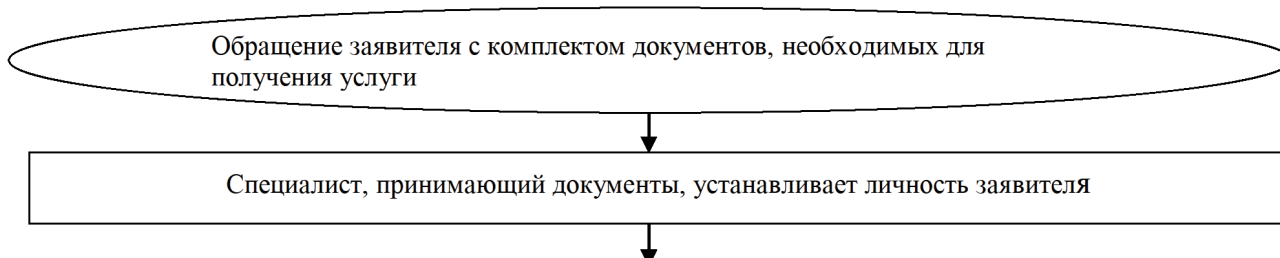 Обращение заявителя с комплектом документов, необходимых для
получения услуги
Специалист, принимающий документы, устанавливает личность заявителя